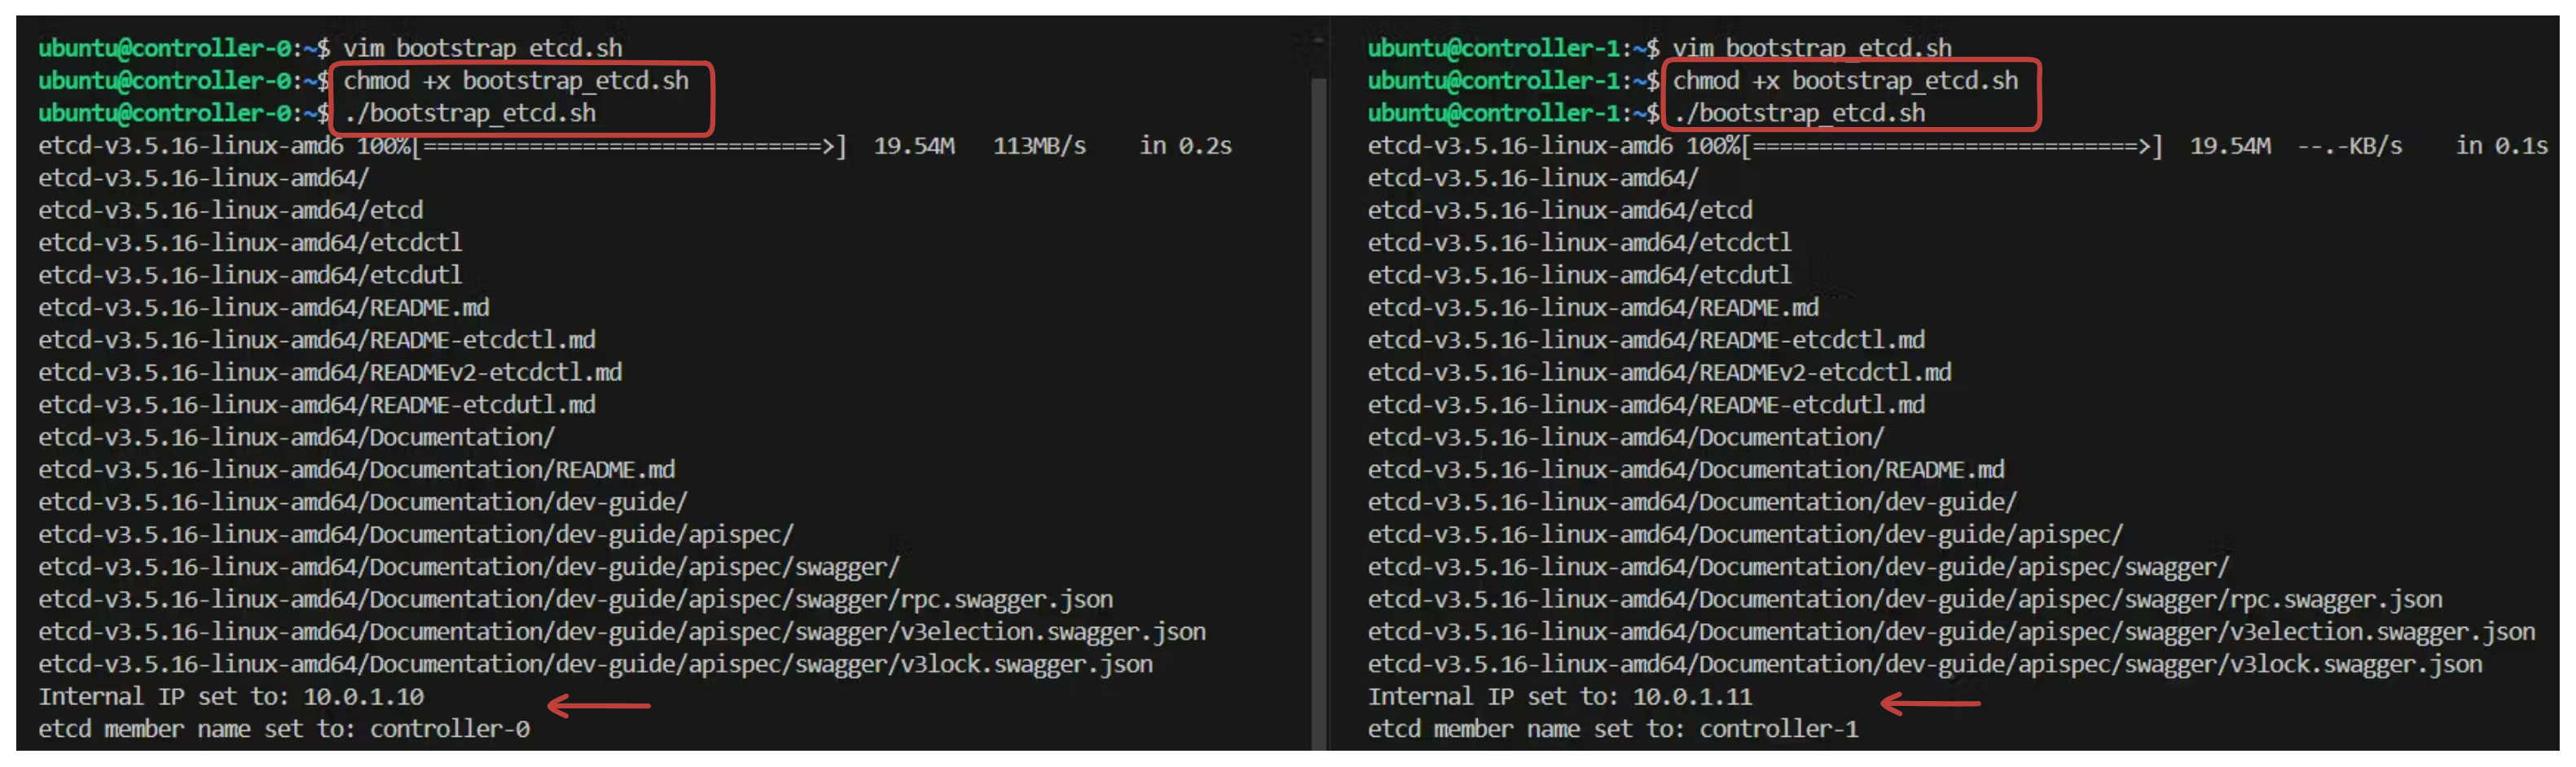 ubuntu@controller-0:~$ vim bootstrap_etcd.sh
ubuntu@controller-0:~$ chmod +x bootstrap_etcd.sh
ubuntu@controller-0:~$ ./bootstrap_etcd.sh
etcd-v3.5.16-linux-amd6 100%[==============================>]  19.54M   113MB/s    in 0.2s
etcd-v3.5.16-linux-amd64/
etcd-v3.5.16-linux-amd64/etcd
etcd-v3.5.16-linux-amd64/etcdctl
etcd-v3.5.16-linux-amd64/etcdutl
etcd-v3.5.16-linux-amd64/README.md
etcd-v3.5.16-linux-amd64/README-etcdctl.md
etcd-v3.5.16-linux-amd64/READMEv2-etcdctl.md
etcd-v3.5.16-linux-amd64/README-etcdutl.md
etcd-v3.5.16-linux-amd64/Documentation/
etcd-v3.5.16-linux-amd64/Documentation/README.md
etcd-v3.5.16-linux-amd64/Documentation/dev-guide/
etcd-v3.5.16-linux-amd64/Documentation/dev-guide/apispec/
etcd-v3.5.16-linux-amd64/Documentation/dev-guide/apispec/swagger/
etcd-v3.5.16-linux-amd64/Documentation/dev-guide/apispec/swagger/rpc.swagger.json
etcd-v3.5.16-linux-amd64/Documentation/dev-guide/apispec/swagger/v3election.swagger.json
etcd-v3.5.16-linux-amd64/Documentation/dev-guide/apispec/swagger/v3lock.swagger.json
Internal IP set to: 10.0.1.10
etcd member name set to: controller-0
ubuntu@controller-1:~$ vim bootstrap_etcd.sh
ubuntu@controller-1:~$ chmod +x bootstrap_etcd.sh
ubuntu@controller-1:~$ ./bootstrap_etcd.sh
etcd-v3.5.16-linux-amd6 100%[=============================>]  19.54M  --.-KB/s    in 0.1s
etcd-v3.5.16-linux-amd64/
etcd-v3.5.16-linux-amd64/etcd
etcd-v3.5.16-linux-amd64/etcdctl
etcd-v3.5.16-linux-amd64/etcdutl
etcd-v3.5.16-linux-amd64/README.md
etcd-v3.5.16-linux-amd64/README-etcdctl.md
etcd-v3.5.16-linux-amd64/READMEv2-etcdctl.md
etcd-v3.5.16-linux-amd64/README-etcdutl.md
etcd-v3.5.16-linux-amd64/Documentation/
etcd-v3.5.16-linux-amd64/Documentation/README.md
etcd-v3.5.16-linux-amd64/Documentation/dev-guide/
etcd-v3.5.16-linux-amd64/Documentation/dev-guide/apispec/
etcd-v3.5.16-linux-amd64/Documentation/dev-guide/apispec/swagger/
etcd-v3.5.16-linux-amd64/Documentation/dev-guide/apispec/swagger/rpc.swagger.json
etcd-v3.5.16-linux-amd64/Documentation/dev-guide/apispec/swagger/v3election.swagger.json
etcd-v3.5.16-linux-amd64/Documentation/dev-guide/apispec/swagger/v3lock.swagger.json
Internal IP set to: 10.0.1.11
etcd member name set to: controller-1